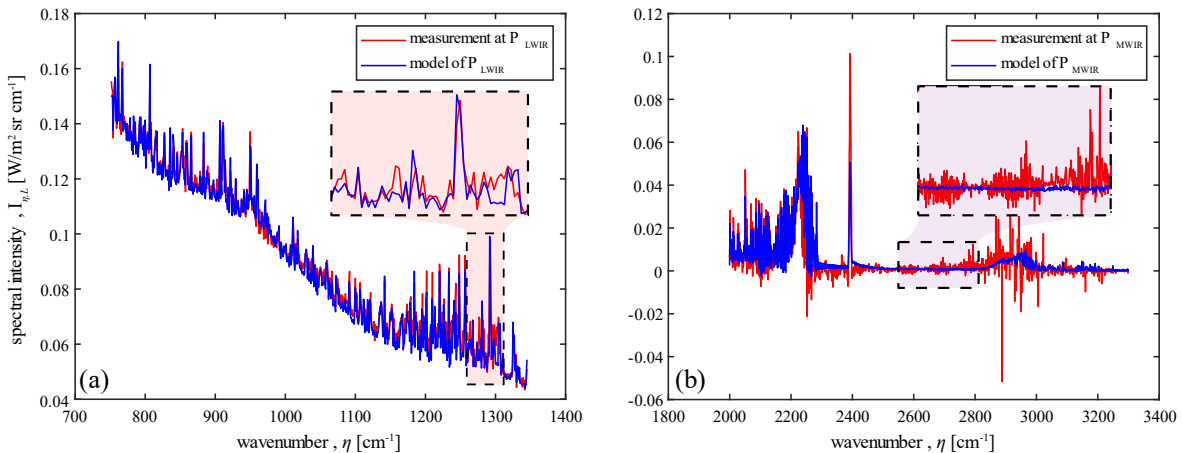 0.18
0.16
0.14
0.12
0.1
0.08
0.06
0.04
700 800 900 1000 1100 1200 1300 1400
spectral intensity , I η,L [W/m² sr cm⁻¹]
wavenumber , η [cm⁻¹]
measurement at P LWIR
model of P LWIR
(a)
0.12
0.1
0.08
0.06
0.04
0.02
0
-0.02
-0.04
-0.06
1800 2000 2200 2400 2600 2800 3000 3200 3400
wavenumber , η [cm⁻¹]
measurement at P MWIR
model of P MWIR
(b)